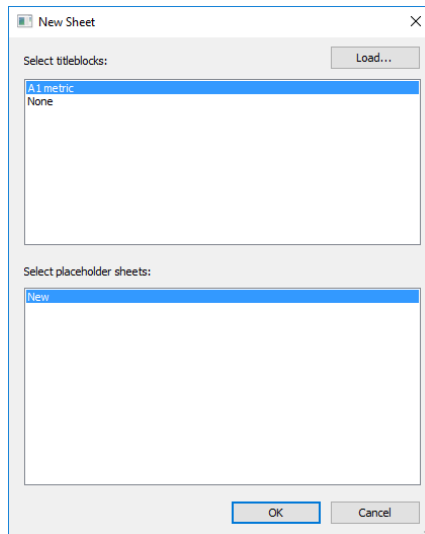 New Sheet
Select titleblocks:
Load...
A1 metric
None
Select placeholder sheets:
New
OK
Cancel